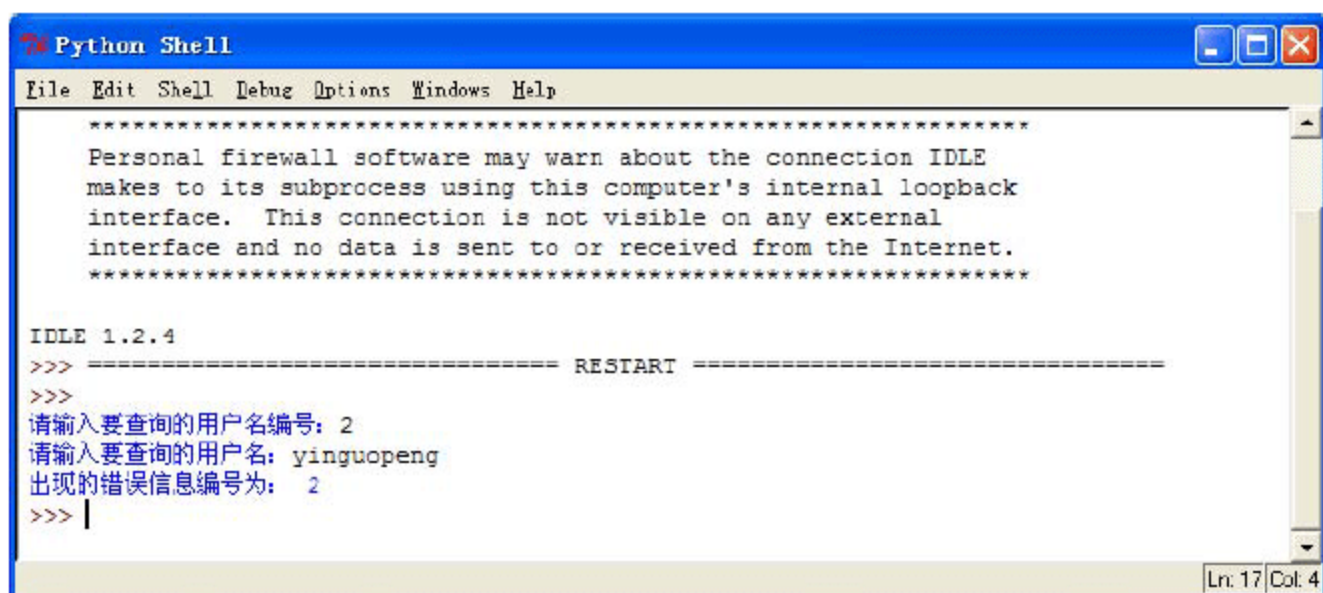 Python Shell
File Edit Shell Debug Options Windows Help
****************************************************************
Personal firewall software may warn about the connection IDLE
makes to its subprocess using this computer's internal loopback
interface.  This connection is not visible on any external
interface and no data is sent to or received from the Internet.
****************************************************************
IDLE 1.2.4
>>> ================================ RESTART ================================
>>>
请输入要查询的用户名编号: 2
请输入要查询的用户名: yinguopeng
出现的错误信息编号为:  2
>>>
Ln: 17 Col: 4